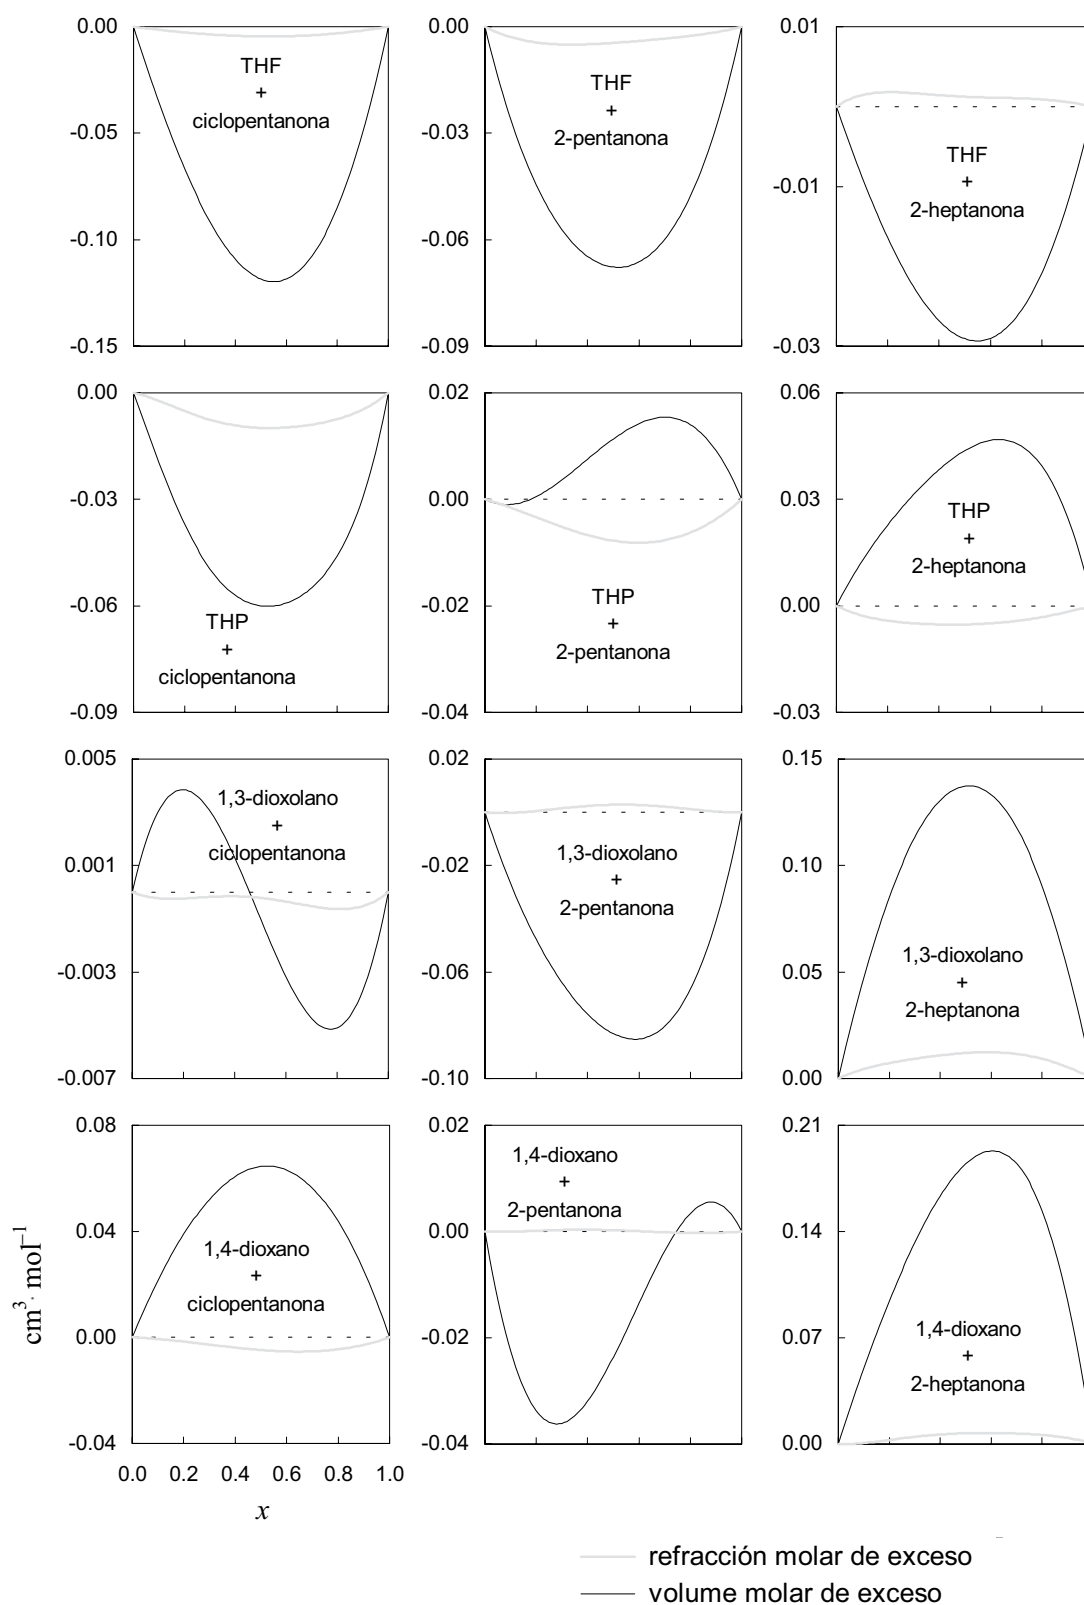 0.00
-0.05
-0.10
-0.15
THF
+
ciclopentanona
0.00
-0.03
-0.06
-0.09
THF
+
2-pentanona
0.01
-0.01
-0.03
THF
+
2-heptanona
0.00
-0.03
-0.06
-0.09
THP
+
ciclopentanona
0.02
0.00
-0.02
-0.04
THP
+
2-pentanona
0.06
0.03
0.00
-0.03
THP
+
2-heptanona
0.005
0.001
-0.003
-0.007
1,3-dioxolano
+
ciclopentanona
0.02
-0.02
-0.06
-0.10
1,3-dioxolano
+
2-pentanona
0.15
0.10
0.05
0.00
1,3-dioxolano
+
2-heptanona
cm³· mol⁻¹
0.08
0.04
0.00
-0.04
1,4-dioxano
+
ciclopentanona
0.0 0.2 0.4 0.6 0.8 1.0
x
0.02
0.00
-0.02
-0.04
1,4-dioxano
+
2-pentanona
0.21
0.14
0.07
0.00
1,4-dioxano
+
2-heptanona
refracción molar de exceso
volume molar de exceso